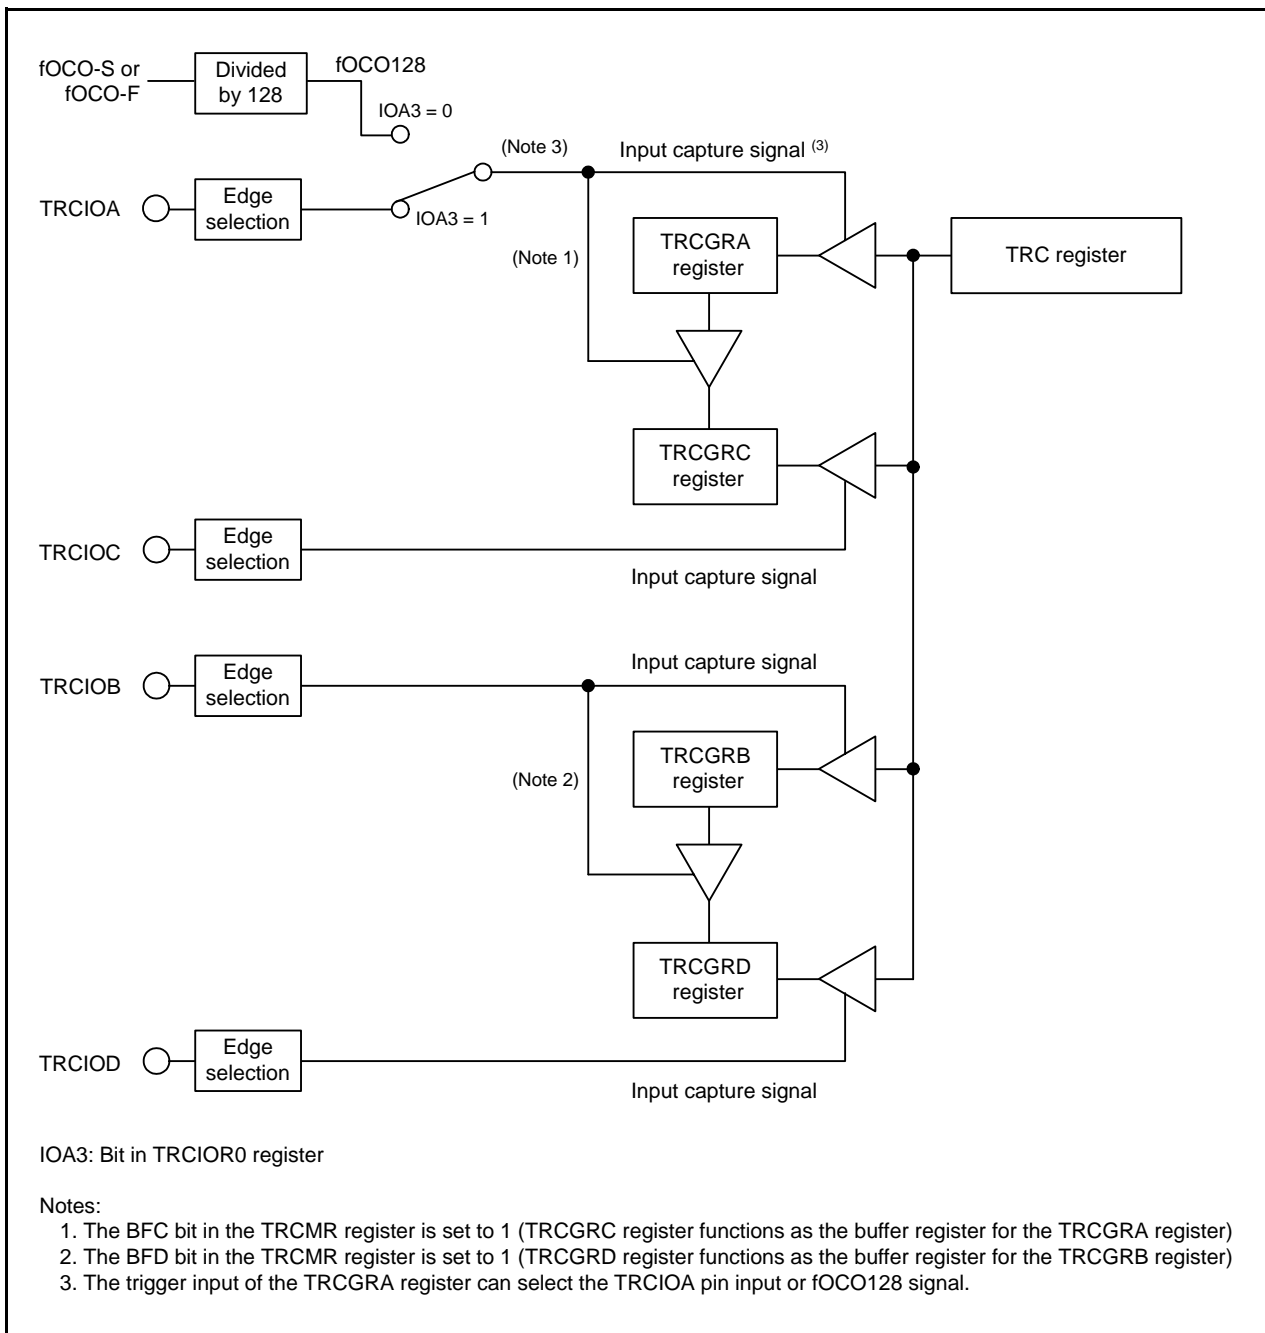 fOCO-S or
fOCO-F
Divided
by 128
fOCO128
IOA3 = 0
(Note 3)
Input capture signal (3)
TRCIOA
Edge
selection
IOA3 = 1
(Note 1)
TRCGRA
register
TRC register
TRCGRC
register
TRCIOC
Edge
selection
Input capture signal
TRCIOB
Edge
selection
Input capture signal
(Note 2)
TRCGRB
register
TRCGRD
register
TRCIOD
Edge
selection
Input capture signal
IOA3: Bit in TRCIOR0 register
Notes:
1. The BFC bit in the TRCMR register is set to 1 (TRCGRC register functions as the buffer register for the TRCGRA register)
2. The BFD bit in the TRCMR register is set to 1 (TRCGRD register functions as the buffer register for the TRCGRB register)
3. The trigger input of the TRCGRA register can select the TRCIOA pin input or fOCO128 signal.